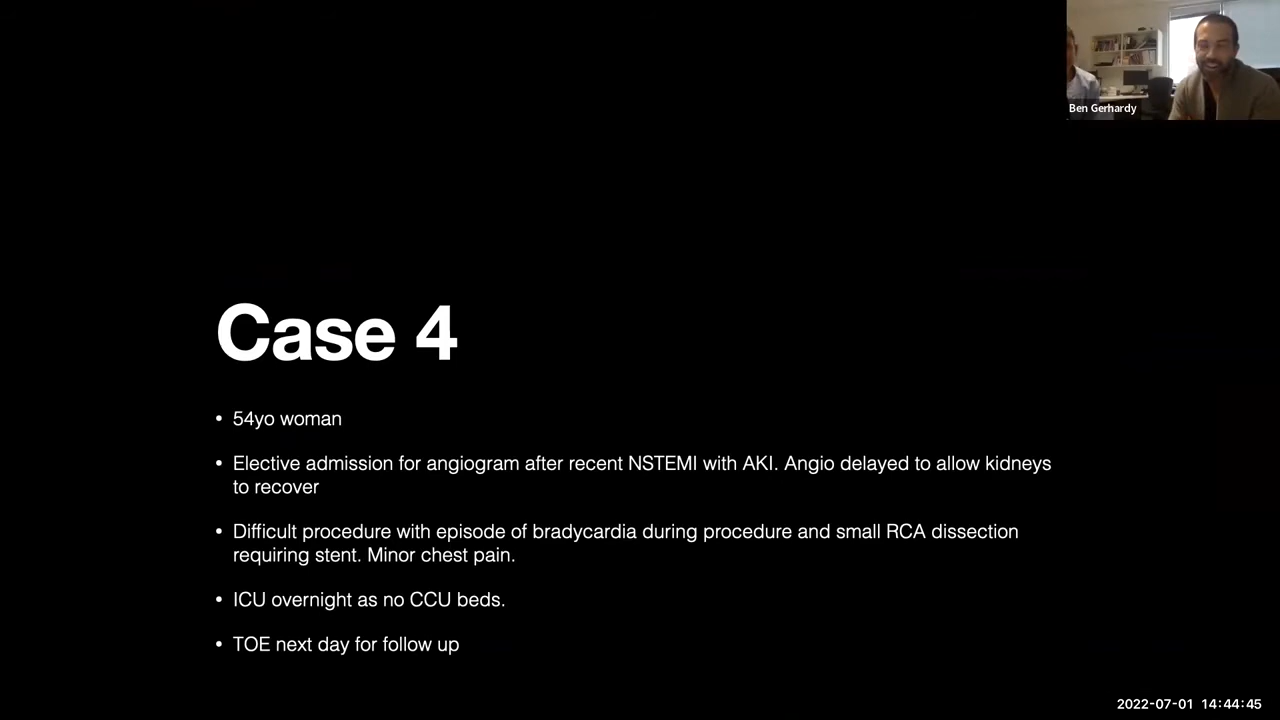 Ben Gerhardy
Case 4
• 54yo woman
• Elective admission for angiogram after recent NSTEMI with AKI. Angio delayed to allow kidneys
to recover
• Difficult procedure with episode of bradycardia during procedure and small RCA dissection
requiring stent. Minor chest pain.
• ICU overnight as no CCU beds.
• TOE next day for follow up
2022-07-01 14:44:45